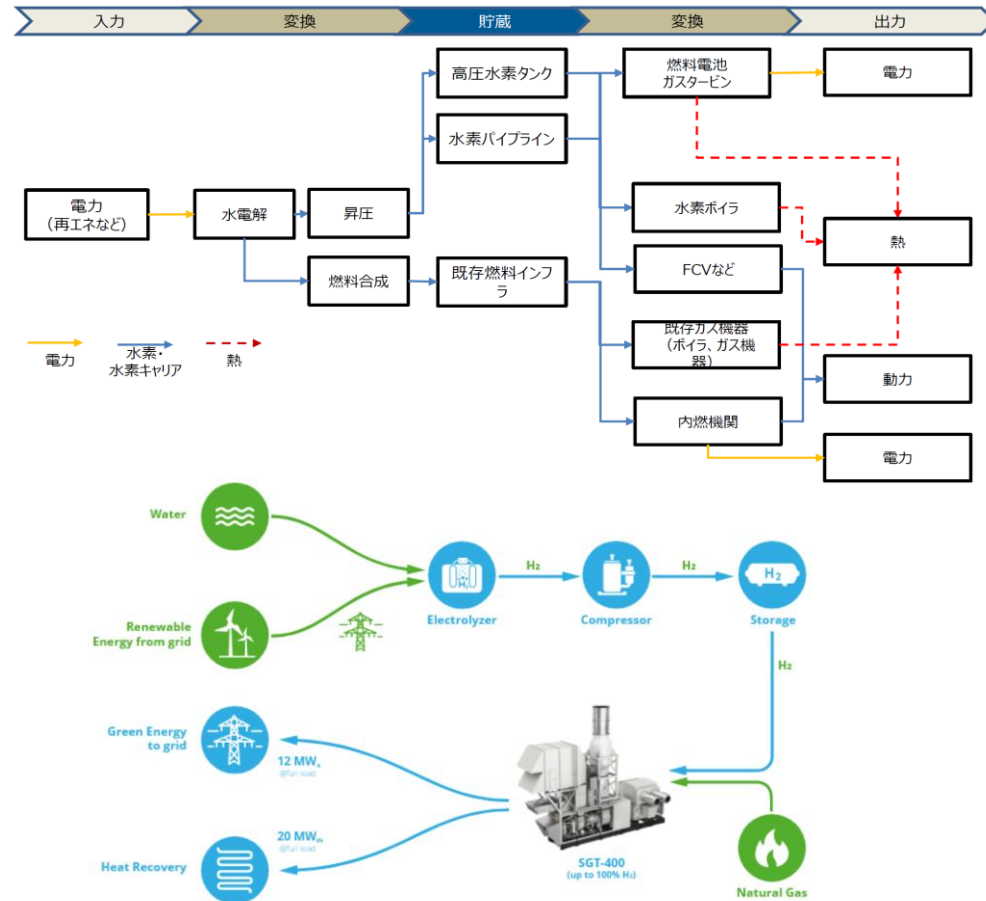 入力
変換
貯蔵
変換
出力
高圧水素タンク
燃料電池
ガスタービン
電力
水素パイプライン
電力
(再エネなど)
水電解
昇圧
水素ボイラ
熱
FCVなど
燃料合成
既存燃料インフ
ラ
既存ガス機器
(ボイラ、ガス機
器)
電力
水素・
水素キャリア
熱
動力
内燃機関
電力
Water
H₂
H₂
H₂
Electrolyzer
Compressor
Storage
Renewable
Energy from grid
H₂
Green Energy
to grid
12 MWe
@full load
20 MWth
@full load
Heat Recovery
SGT-400
(up to 100% H₂)
Natural Gas